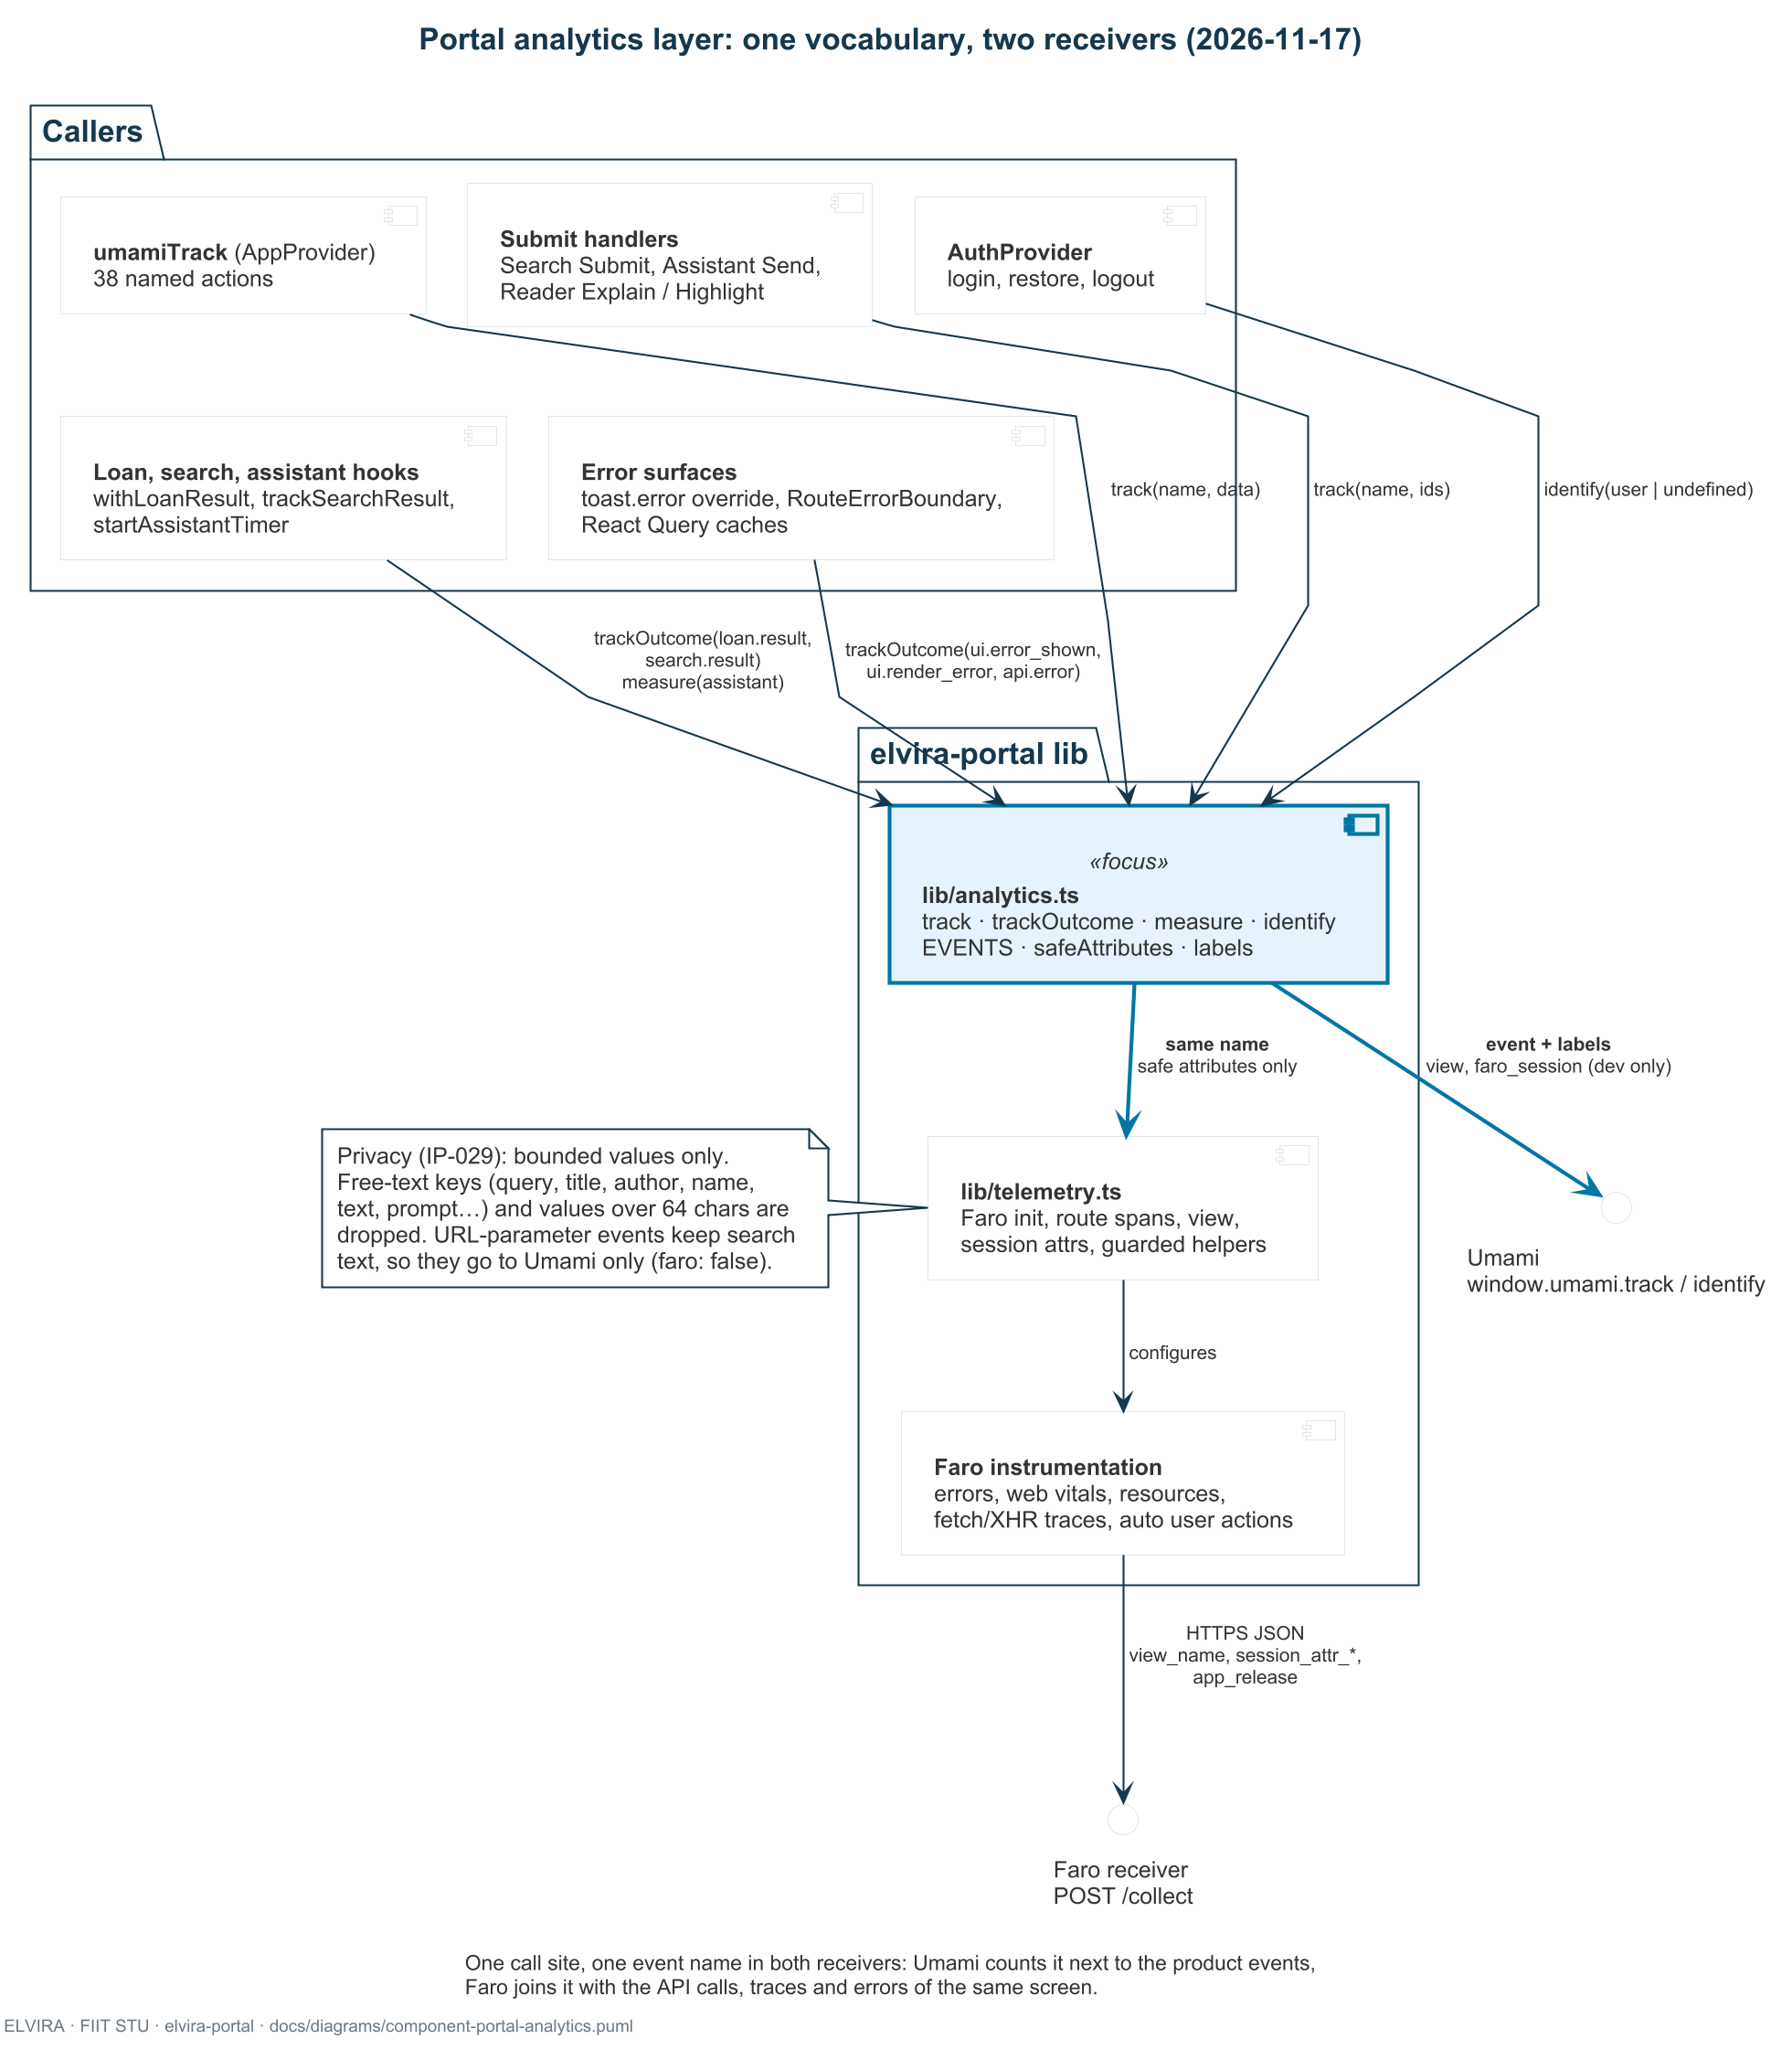 Portal analytics layer: one vocabulary, two receivers (2026-11-17)
Callers
umamiTrack (AppProvider)
38 named actions
Submit handlers
Search Submit, Assistant Send,
Reader Explain / Highlight
AuthProvider
login, restore, logout
Loan, search, assistant hooks
withLoanResult, trackSearchResult,
startAssistantTimer
Error surfaces
toast.error override, RouteErrorBoundary,
React Query caches
track(name, data)
track(name, ids)
identify(user | undefined)
trackOutcome(loan.result,
search.result)
measure(assistant)
trackOutcome(ui.error_shown,
ui.render_error, api.error)
elvira-portal lib
«focus»
lib/analytics.ts
track · trackOutcome · measure · identify
EVENTS · safeAttributes · labels
same name
safe attributes only
event + labels
view, faro_session (dev only)
Privacy (IP-029): bounded values only.
Free-text keys (query, title, author, name,
text, prompt…) and values over 64 chars are
dropped. URL-parameter events keep search
text, so they go to Umami only (faro: false).
lib/telemetry.ts
Faro init, route spans, view,
session attrs, guarded helpers
Umami
window.umami.track / identify
configures
Faro instrumentation
errors, web vitals, resources,
fetch/XHR traces, auto user actions
HTTPS JSON
view_name, session_attr_*,
app_release
Faro receiver
POST /collect
One call site, one event name in both receivers: Umami counts it next to the product events,
Faro joins it with the API calls, traces and errors of the same screen.
ELVIRA · FIIT STU · elvira-portal · docs/diagrams/component-portal-analytics.puml